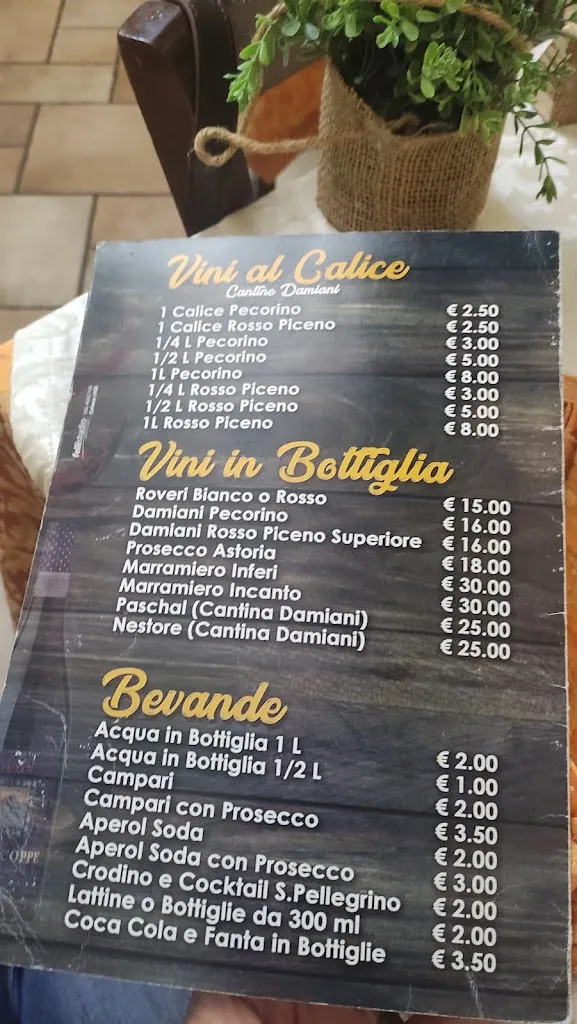 Vini al Calice
Cantine Damiani
1 Calice Pecorino € 2.50
1 Calice Rosso Piceno € 2.50
1/4 L Pecorino € 3.00
1/2 L Pecorino € 5.00
1L Pecorino € 8.00
1/4 L Rosso Piceno € 3.00
1/2 L Rosso Piceno € 5.00
1L Rosso Piceno € 8.00
Vini in Bottiglia
Roveri Bianco o Rosso € 15.00
Damiani Pecorino € 16.00
Damiani Rosso Piceno Superiore € 16.00
Prosecco Astoria € 18.00
Marramiero Inferi € 30.00
Marramiero Incanto € 30.00
Paschal (Cantina Damiani) € 25.00
Nestore (Cantina Damiani) € 25.00
Bevande
Acqua in Bottiglia 1 L € 2.00
Acqua in Bottiglia 1/2 L € 1.00
Campari € 2.00
Campari con Prosecco € 3.50
Aperol Soda € 2.00
Aperol Soda con Prosecco € 3.00
Crodino e Cocktail S.Pellegrino € 2.00
Lattine o Bottiglie da 300 ml € 2.00
Coca Cola e Fanta in Bottiglie € 3.50